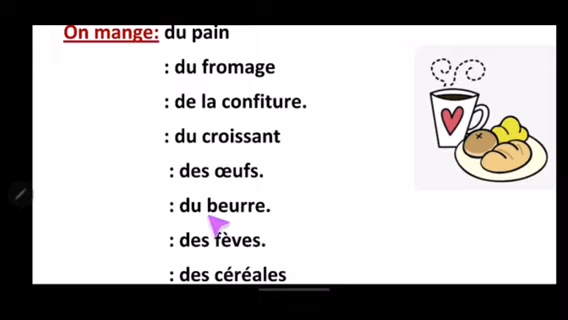 On mange: du pain
: du fromage
: de la confiture.
: du croissant
: des œufs.
: du beurre.
: des fèves.
: des céréales